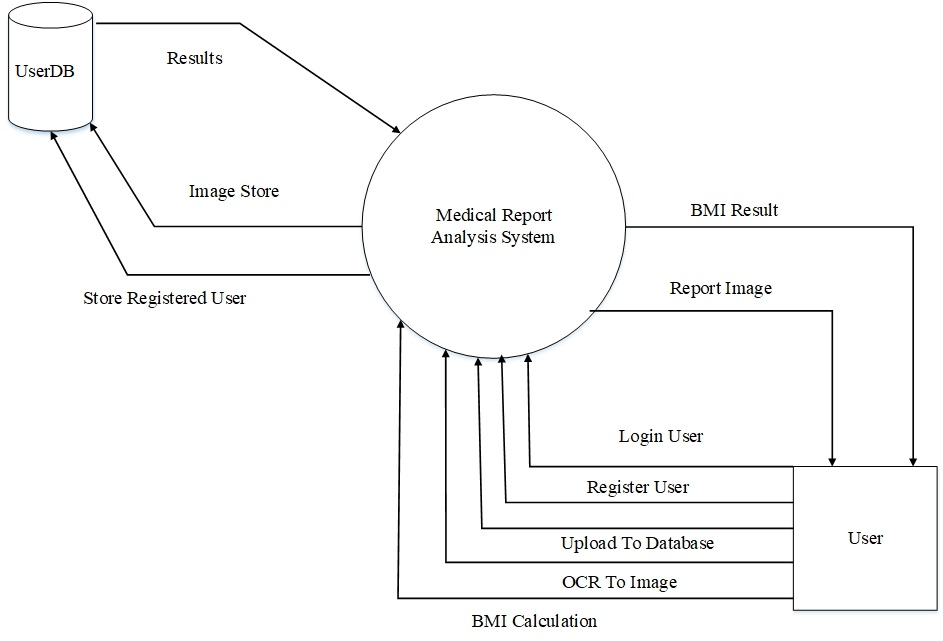 UserDB
Results
Image Store
Store Registered User
Medical Report
Analysis System
BMI Result
Report Image
Login User
Register User
Upload To Database
OCR To Image
BMI Calculation
User